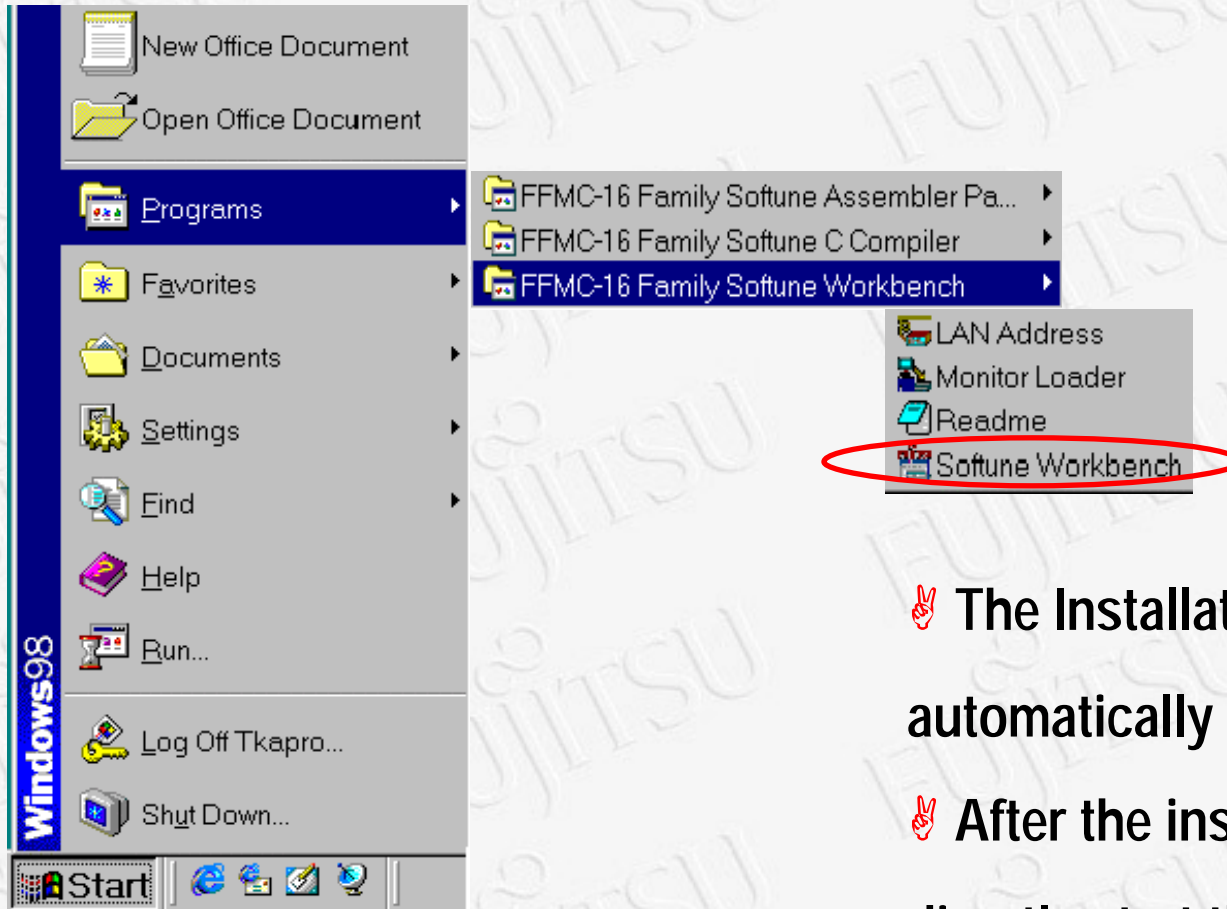 New Office Document
Open Office Document
Programs
Favorites
Documents
Settings
Find
Help
Run...
Log Off Tkapro...
Shut Down...
Windows98
Start
FFMC-16 Family Softune Assembler Pa...
FFMC-16 Family Softune C Compiler
FFMC-16 Family Softune Workbench
LAN Address
Monitor Loader
Readme
Softune Workbench
The Installat
automatically
After the ins
FUJITSU